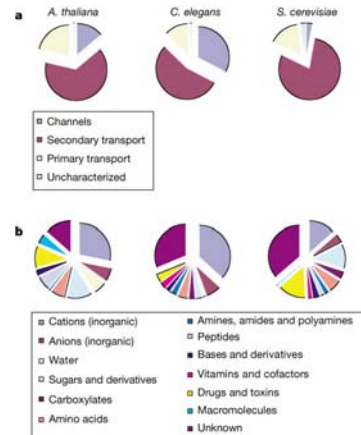 a
A. thaliana C. elegans S. cerevisiae
Channels
Secondary transport
Primary transport
Uncharacterized
b
Cations (inorganic)
Anions (inorganic)
Water
Sugars and derivatives
Carboxylates
Amino acids
Amines, amides and polyamines
Peptides
Bases and derivatives
Vitamins and cofactors
Drugs and toxins
Macromolecules
Unknown